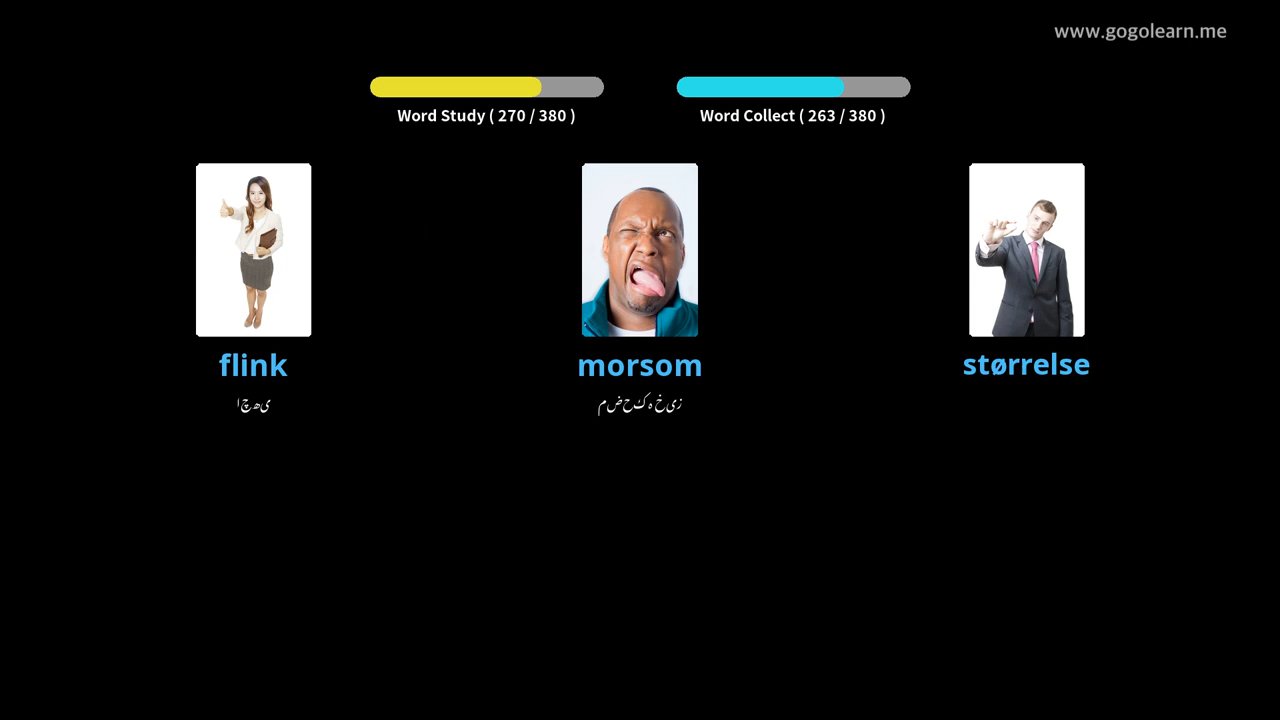 www.gogolearn.me
Word Study ( 270 / 380 )
Word Collect ( 263 / 380 )
flink
morsom
størrelse
اچھی
مضحکہ خیز